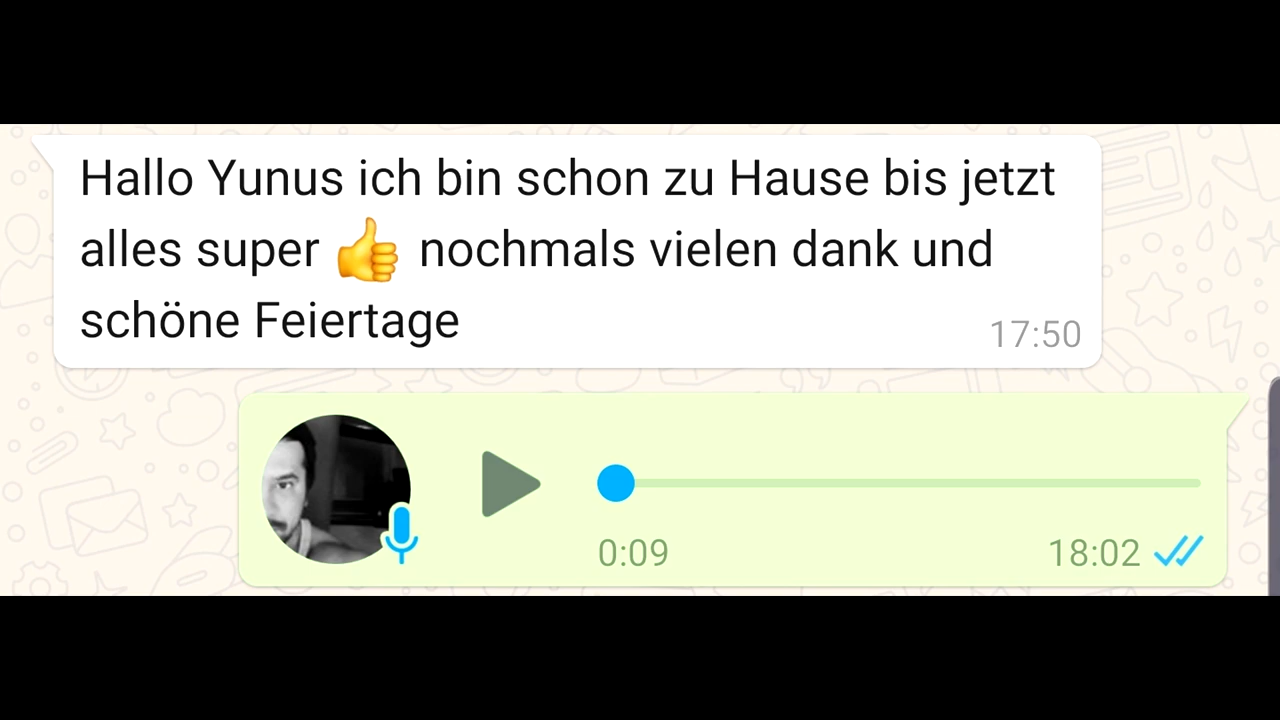 Hallo Yunus ich bin schon zu Hause bis jetzt
alles super 👍 nochmals vielen dank und
schöne Feiertage
17:50
0:09
18:02